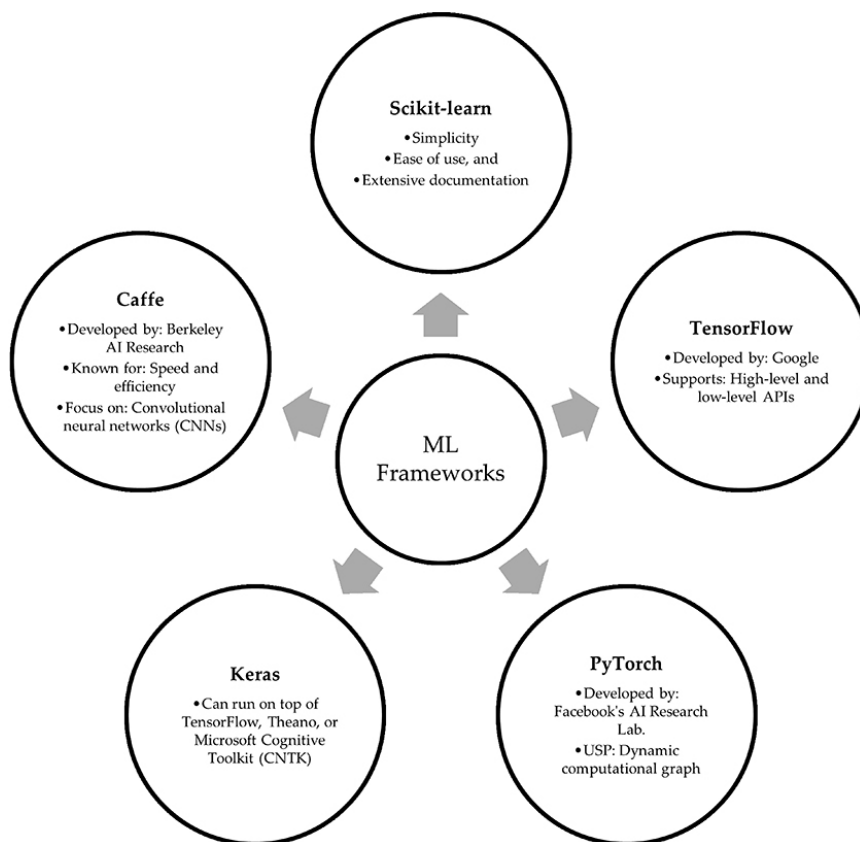 Scikit-learn
•Simplicity
•Ease of use, and
•Extensive documentation
Caffe
•Developed by: Berkeley
AI Research
•Known for: Speed and
efficiency
•Focus on: Convolutional
neural networks (CNNs)
TensorFlow
•Developed by: Google
•Supports: High-level and
low-level APIs
ML
Frameworks
Keras
•Can run on top of
TensorFlow, Theano, or
Microsoft Cognitive
Toolkit (CNTK)
PyTorch
•Developed by:
Facebook's AI Research
Lab.
•USP: Dynamic
computational graph